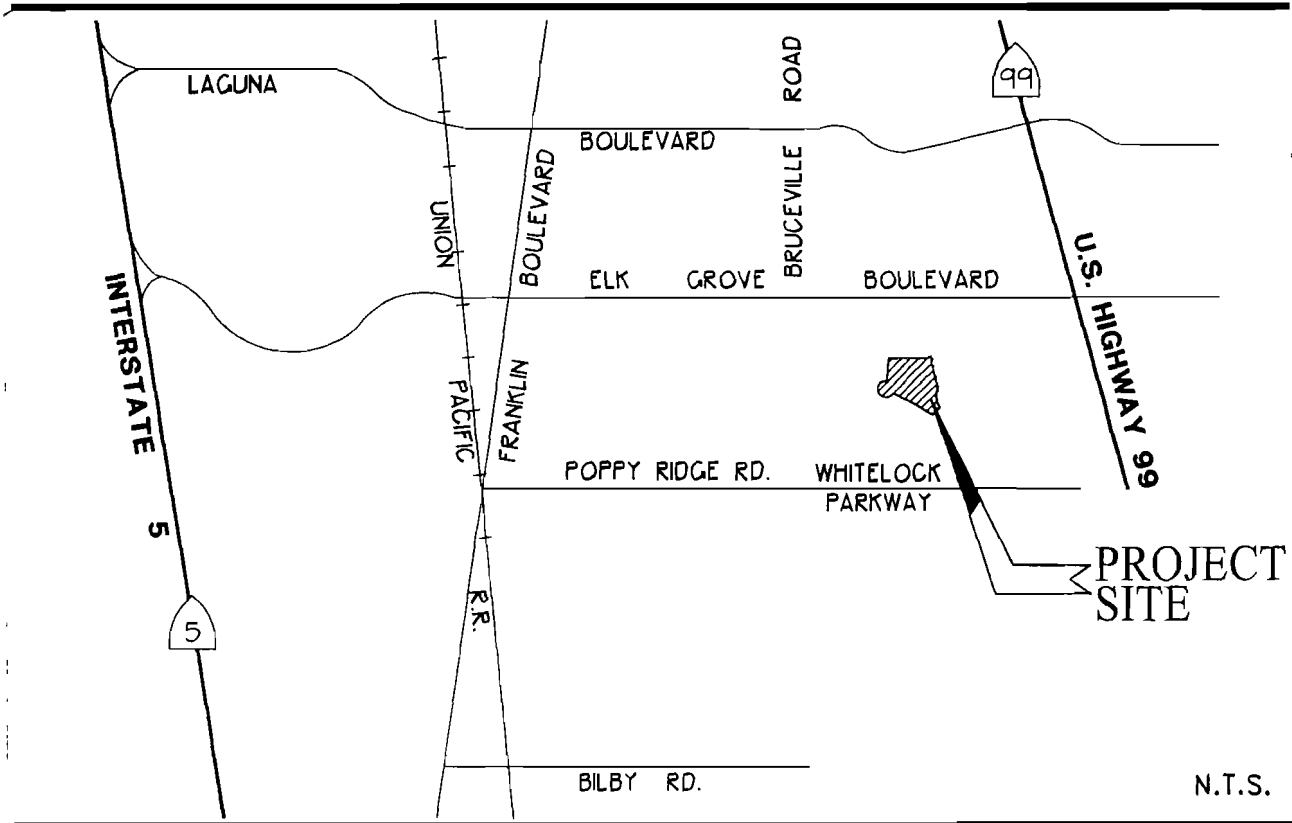 LAGUNA
BOULEVARD
BRUCEVILLE ROAD
99
UNION
PACIFIC
R.R.
FRANKLIN BOULEVARD
ELK GROVE BOULEVARD
INTERSTATE 5
5
U.S. HIGHWAY 99
POPPY RIDGE RD.
WHITELOCK
PARKWAY
PROJECT
SITE
BILBY RD.
N.T.S.